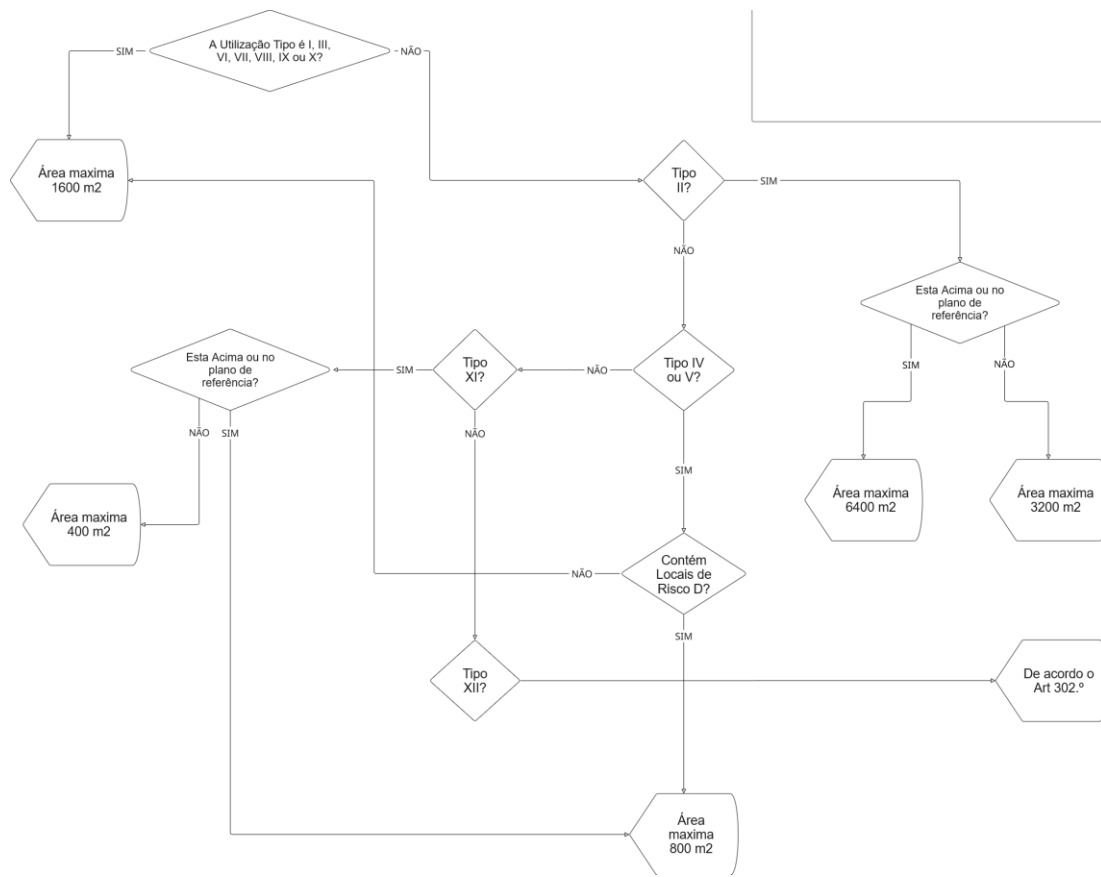 A Utilização Tipo é I, III,
VI, VII, VIII, IX ou X?
SIM
NÃO
Área maxima
1600 m2
Tipo
II?
SIM
NÃO
Esta Acima ou no
plano de
referência?
SIM
NÃO
Área maxima
6400 m2
Área maxima
3200 m2
Tipo IV
ou V?
NÃO
SIM
Tipo
XI?
SIM
NÃO
Esta Acima ou no
plano de
referência?
NÃO
SIM
Área maxima
400 m2
Contém
Locais de
Risco D?
NÃO
SIM
Tipo
XII?
De acordo o
Art 302.º
Área
maxima
800 m2